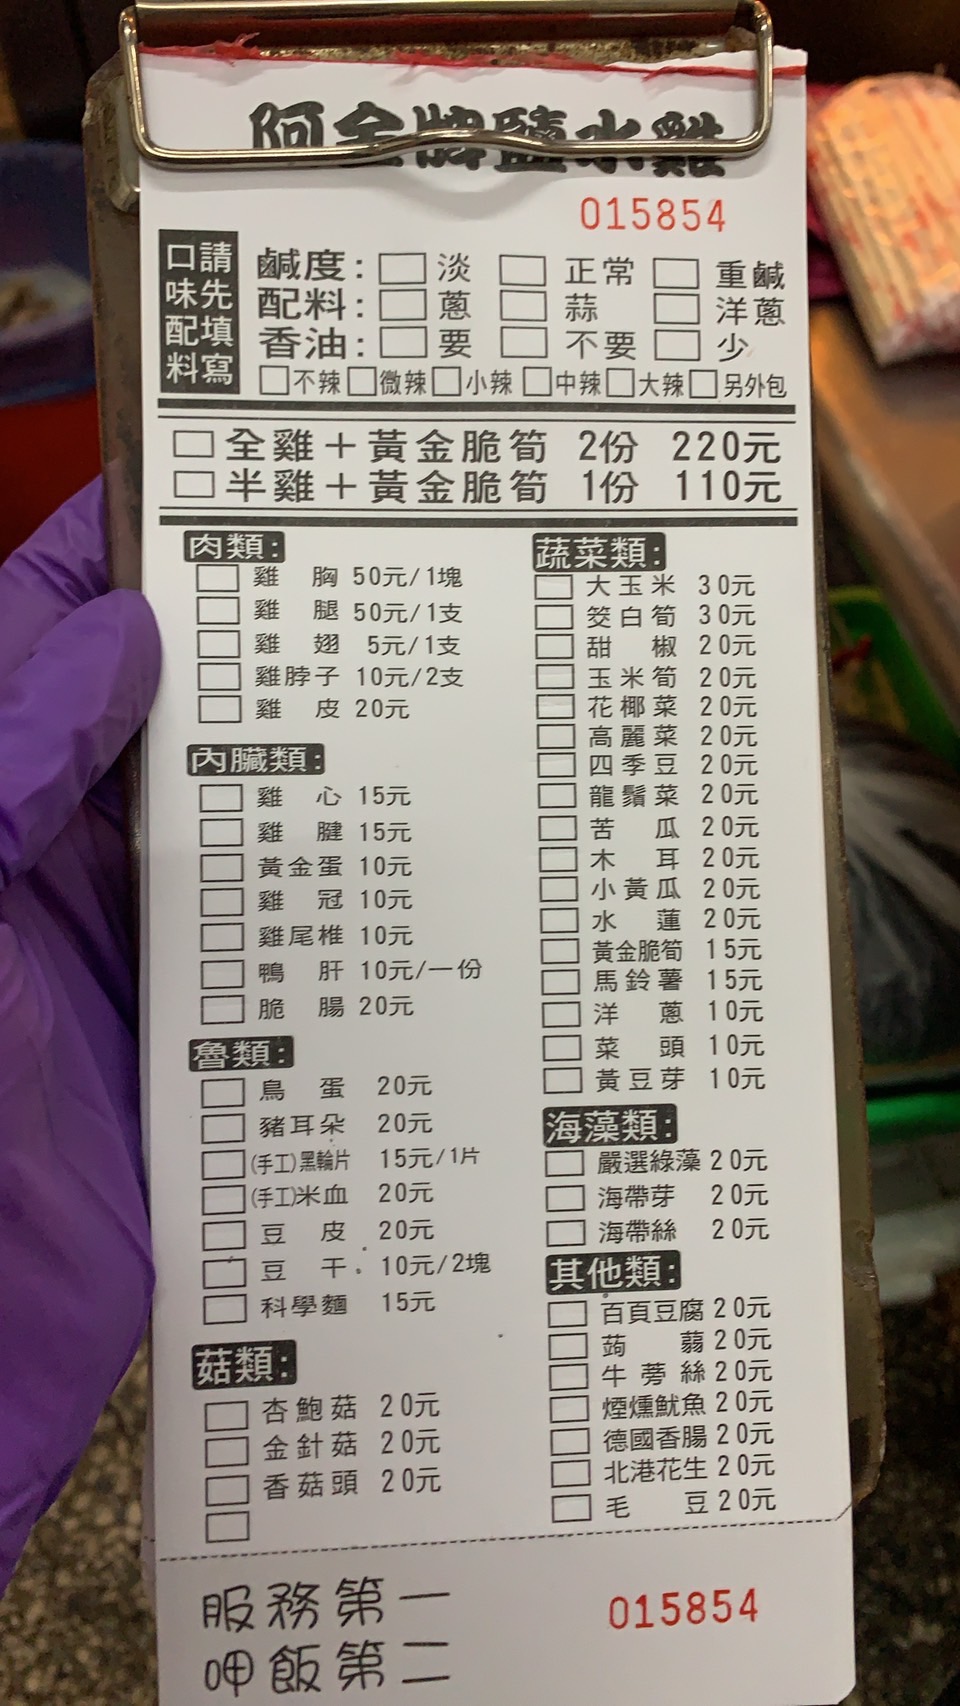 阿金牌鹽水雞
015854
請先填寫
口味配料
鹹度: 淡 正常 重鹹
配料: 蔥 蒜 洋蔥
香油: 要 不要 少
不辣 微辣 小辣 中辣 大辣 另外包
全雞＋黃金脆筍 2份 220元
半雞＋黃金脆筍 1份 110元
肉類:
雞胸 50元/1塊
雞腿 50元/1支
雞翅 5元/1支
雞脖子 10元/2支
雞皮 20元
內臟類:
雞心 15元
雞腱 15元
黃金蛋 10元
雞冠 10元
雞尾椎 10元
鴨肝 10元/一份
脆腸 20元
魯類:
鳥蛋 20元
豬耳朵 20元
(手工)黑輪片 15元/1片
(手工)米血 20元
豆皮 20元
豆干 10元/2塊
科學麵 15元
菇類:
杏鮑菇 20元
金針菇 20元
香菇頭 20元
蔬菜類:
大玉米 30元
筊白筍 30元
甜椒 20元
玉米筍 20元
花椰菜 20元
高麗菜 20元
四季豆 20元
龍鬚菜 20元
苦瓜 20元
木耳 20元
小黃瓜 20元
水蓮 20元
黃金脆筍 15元
馬鈴薯 15元
洋蔥 10元
菜頭 10元
黃豆芽 10元
海藻類:
嚴選綠藻 20元
海帶芽 20元
海帶絲 20元
其他類:
百頁豆腐 20元
蒟蒻 20元
牛蒡絲 20元
煙燻魷魚 20元
德國香腸 20元
北港花生 20元
毛豆 20元
服務第一
呷飯第二
015854